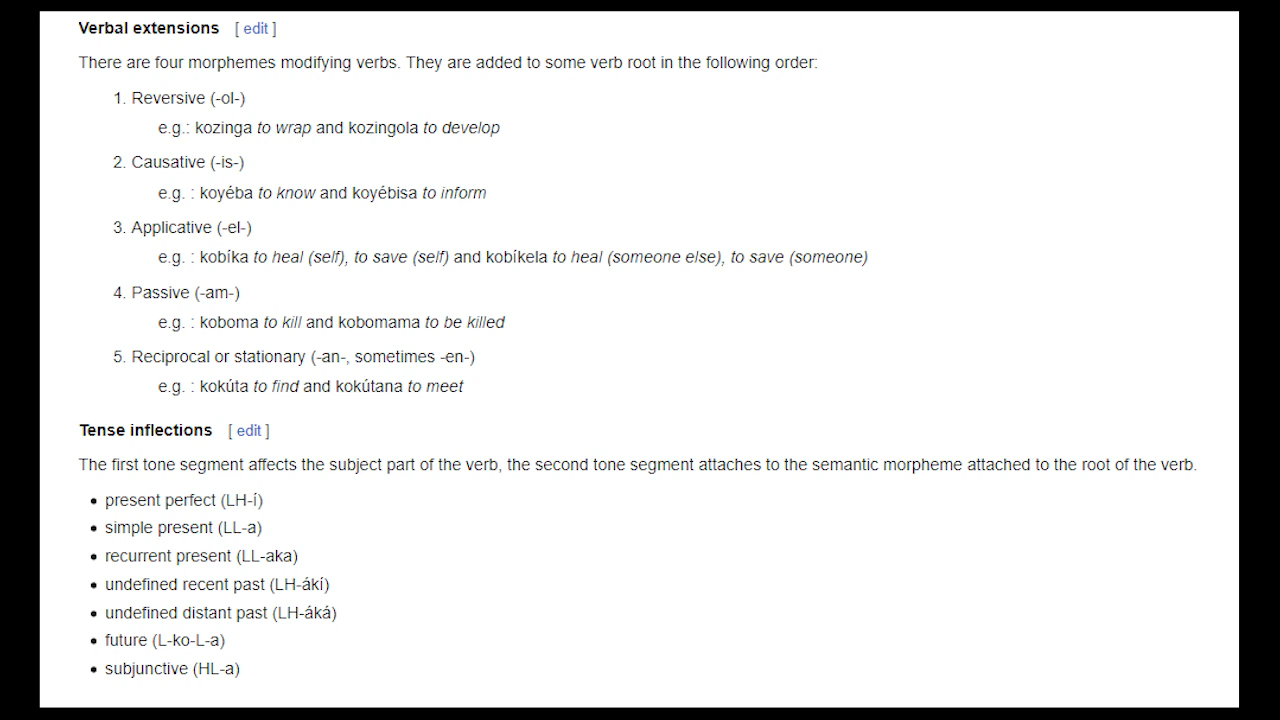 Verbal extensions [ edit ]
There are four morphemes modifying verbs. They are added to some verb root in the following order:
1. Reversive (-ol-)
e.g.: kozinga to wrap and kozingola to develop
2. Causative (-is-)
e.g. : koyéba to know and koyébisa to inform
3. Applicative (-el-)
e.g. : kobíka to heal (self), to save (self) and kobíkela to heal (someone else), to save (someone)
4. Passive (-am-)
e.g. : koboma to kill and kobomama to be killed
5. Reciprocal or stationary (-an-, sometimes -en-)
e.g. : kokúta to find and kokútana to meet
Tense inflections [ edit ]
The first tone segment affects the subject part of the verb, the second tone segment attaches to the semantic morpheme attached to the root of the verb.
• present perfect (LH-í)
• simple present (LL-a)
• recurrent present (LL-aka)
• undefined recent past (LH-ákí)
• undefined distant past (LH-áká)
• future (L-ko-L-a)
• subjunctive (HL-a)